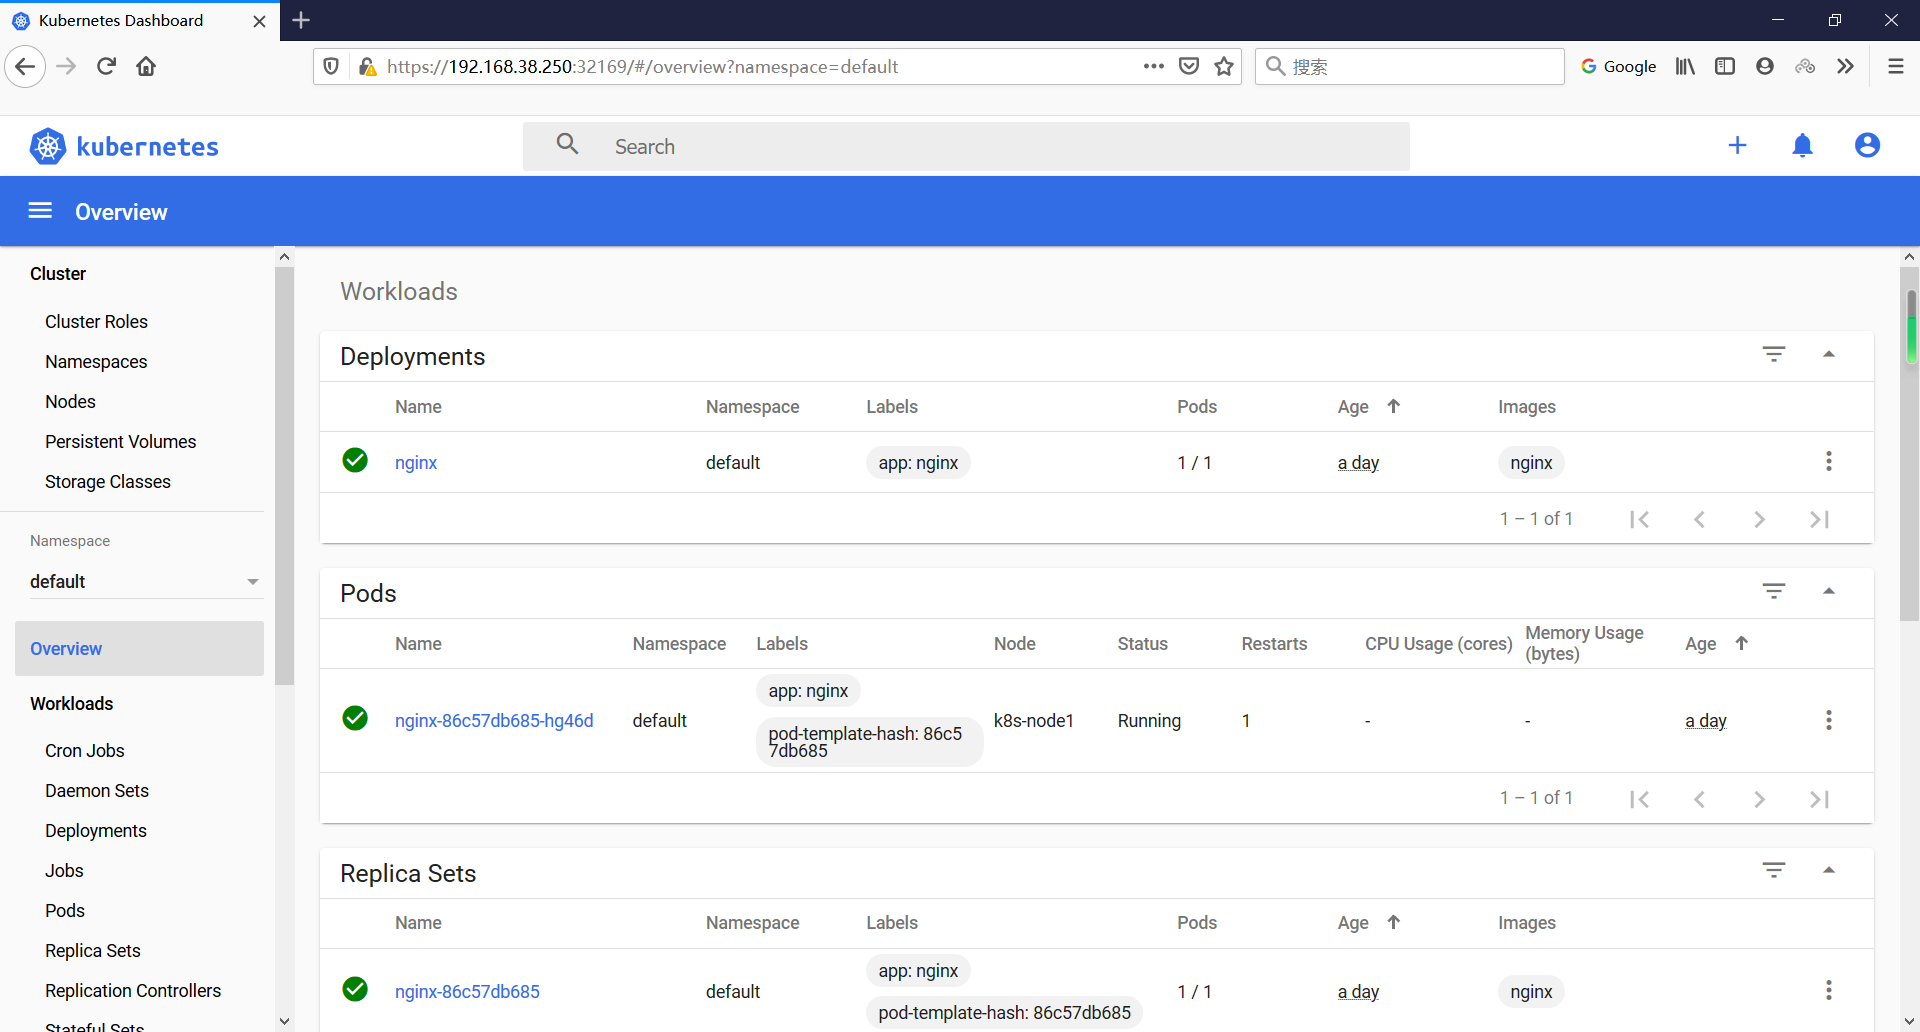 Kubernetes Dashboard
https://192.168.38.250:32169/#/overview?namespace=default
搜索
Google
kubernetes
Search
Overview
Cluster
Cluster Roles
Namespaces
Nodes
Persistent Volumes
Storage Classes
Namespace
default
Overview
Workloads
Cron Jobs
Daemon Sets
Deployments
Jobs
Pods
Replica Sets
Replication Controllers
Stateful Sets
Workloads
Deployments
Name Namespace Labels Pods Age Images
nginx default app: nginx 1 / 1 a day nginx
1 – 1 of 1
Pods
Name Namespace Labels Node Status Restarts CPU Usage (cores) Memory Usage
(bytes) Age
app: nginx
nginx-86c57db685-hg46d default pod-template-hash: 86c5
7db685 k8s-node1 Running 1 - - a day
1 – 1 of 1
Replica Sets
Name Namespace Labels Pods Age Images
app: nginx
nginx-86c57db685 default 1 / 1 a day nginx
pod-template-hash: 86c57db685